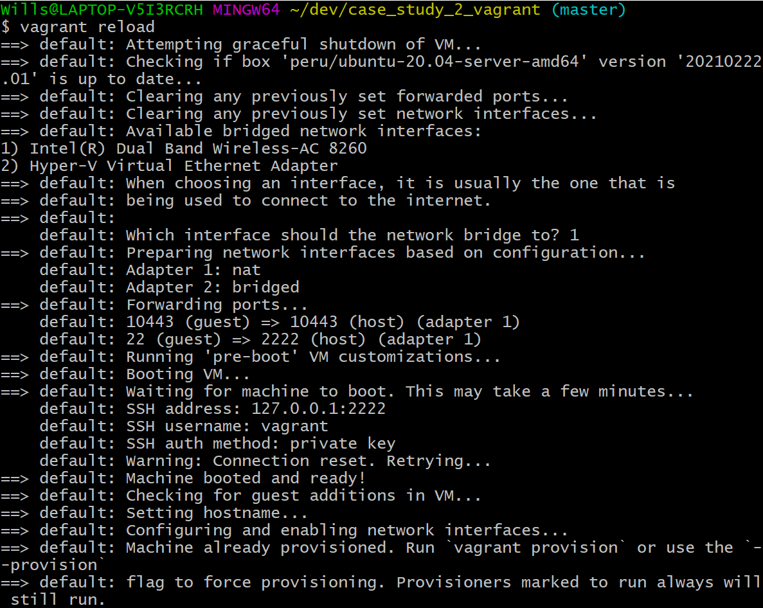 Wills@LAPTOP-V5I3RCRH MINGW64 ~/dev/case_study_2_vagrant (master)
$ vagrant reload
==> default: Attempting graceful shutdown of VM...
==> default: Checking if box 'peru/ubuntu-20.04-server-amd64' version '20210222
.01' is up to date...
==> default: Clearing any previously set forwarded ports...
==> default: Clearing any previously set network interfaces...
==> default: Available bridged network interfaces:
1) Intel(R) Dual Band Wireless-AC 8260
2) Hyper-V Virtual Ethernet Adapter
==> default: When choosing an interface, it is usually the one that is
==> default: being used to connect to the internet.
==> default:
    default: Which interface should the network bridge to? 1
==> default: Preparing network interfaces based on configuration...
    default: Adapter 1: nat
    default: Adapter 2: bridged
==> default: Forwarding ports...
    default: 10443 (guest) => 10443 (host) (adapter 1)
    default: 22 (guest) => 2222 (host) (adapter 1)
==> default: Running 'pre-boot' VM customizations...
==> default: Booting VM...
==> default: Waiting for machine to boot. This may take a few minutes...
    default: SSH address: 127.0.0.1:2222
    default: SSH username: vagrant
    default: SSH auth method: private key
    default: Warning: Connection reset. Retrying...
==> default: Machine booted and ready!
==> default: Checking for guest additions in VM...
==> default: Setting hostname...
==> default: Configuring and enabling network interfaces...
==> default: Machine already provisioned. Run `vagrant provision` or use the `-
-provision`
==> default: flag to force provisioning. Provisioners marked to run always will
 still run.